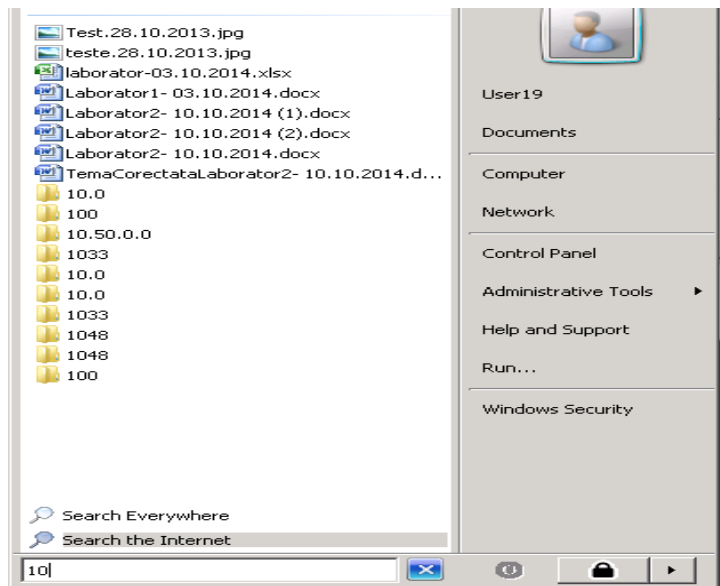 Test.28.10.2013.jpg
teste.28.10.2013.jpg
laborator-03.10.2014.xlsx
Laborator1- 03.10.2014.docx
Laborator2- 10.10.2014 (1).docx
Laborator2- 10.10.2014 (2).docx
Laborator2- 10.10.2014.docx
TemaCorectataLaborator2- 10.10.2014.d...
10.0
100
10.50.0.0
1033
10.0
10.0
1033
1048
1048
100
Search Everywhere
Search the Internet
10
User19
Documents
Computer
Network
Control Panel
Administrative Tools
Help and Support
Run...
Windows Security